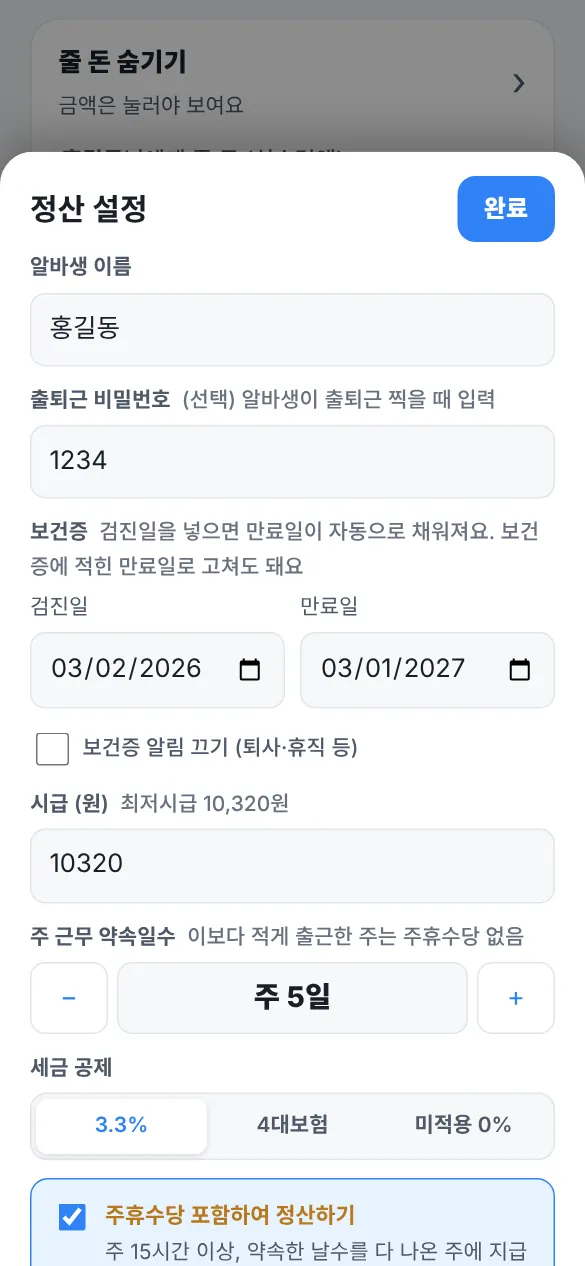 줄 돈 숨기기
금액은 눌러야 보여요
정산 설정
완료
알바생 이름
홍길동
출퇴근 비밀번호 (선택) 알바생이 출퇴근 찍을 때 입력
1234
보건증 검진일을 넣으면 만료일이 자동으로 채워져요. 보건
증에 적힌 만료일로 고쳐도 돼요
검진일 만료일
03/02/2026 03/01/2027
보건증 알림 끄기 (퇴사·휴직 등)
시급 (원) 최저시급 10,320원
10320
주 근무 약속일수 이보다 적게 출근한 주는 주휴수당 없음
− 주 5일 +
세금 공제
3.3% 4대보험 미적용 0%
주휴수당 포함하여 정산하기
주 15시간 이상, 약속한 날수를 다 나온 주에 지급